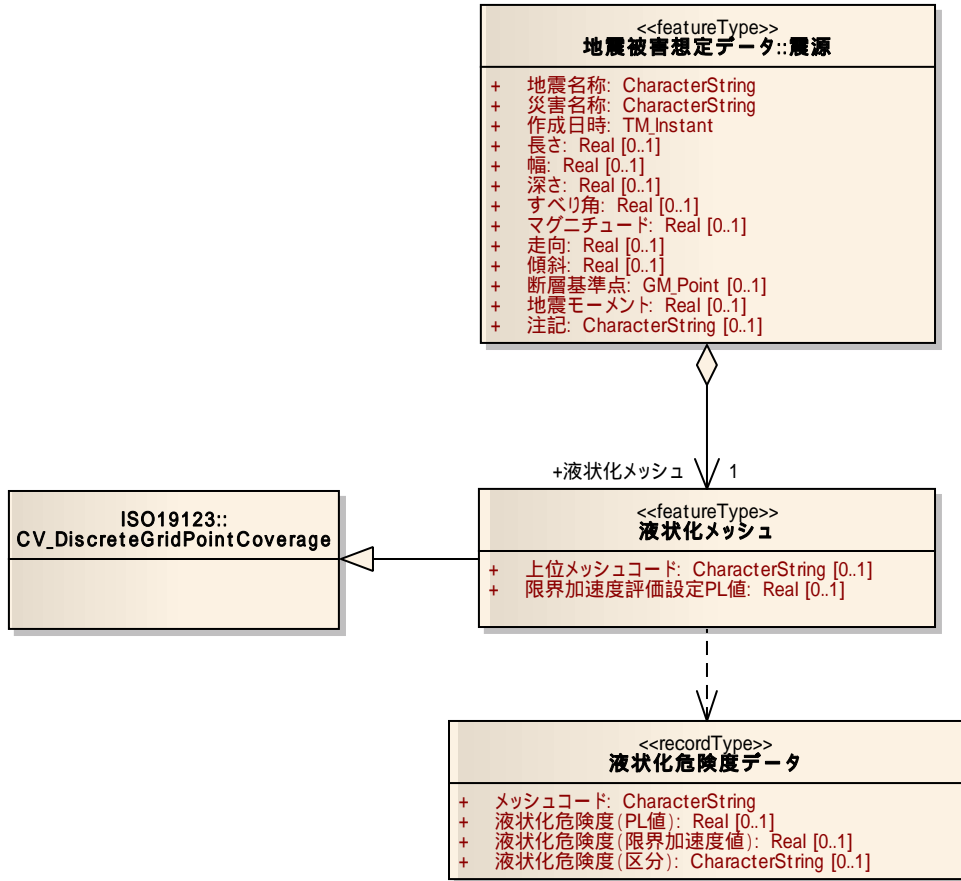 <<featureType>>
地震被害想定データ::震源
+ 地震名称: CharacterString
+ 災害名称: CharacterString
+ 作成日時: TM_Instant
+ 長さ: Real [0..1]
+ 幅: Real [0..1]
+ 深さ: Real [0..1]
+ すべり角: Real [0..1]
+ マグニチュード: Real [0..1]
+ 走向: Real [0..1]
+ 傾斜: Real [0..1]
+ 断層基準点: GM_Point [0..1]
+ 地震モーメント: Real [0..1]
+ 注記: CharacterString [0..1]
+液状化メッシュ 1
ISO19123::
CV_DiscreteGridPointCoverage
<<featureType>>
液状化メッシュ
+ 上位メッシュコード: CharacterString [0..1]
+ 限界加速度評価設定PL値: Real [0..1]
<<recordType>>
液状化危険度データ
+ メッシュコード: CharacterString
+ 液状化危険度(PL値): Real [0..1]
+ 液状化危険度(限界加速度値): Real [0..1]
+ 液状化危険度(区分): CharacterString [0..1]